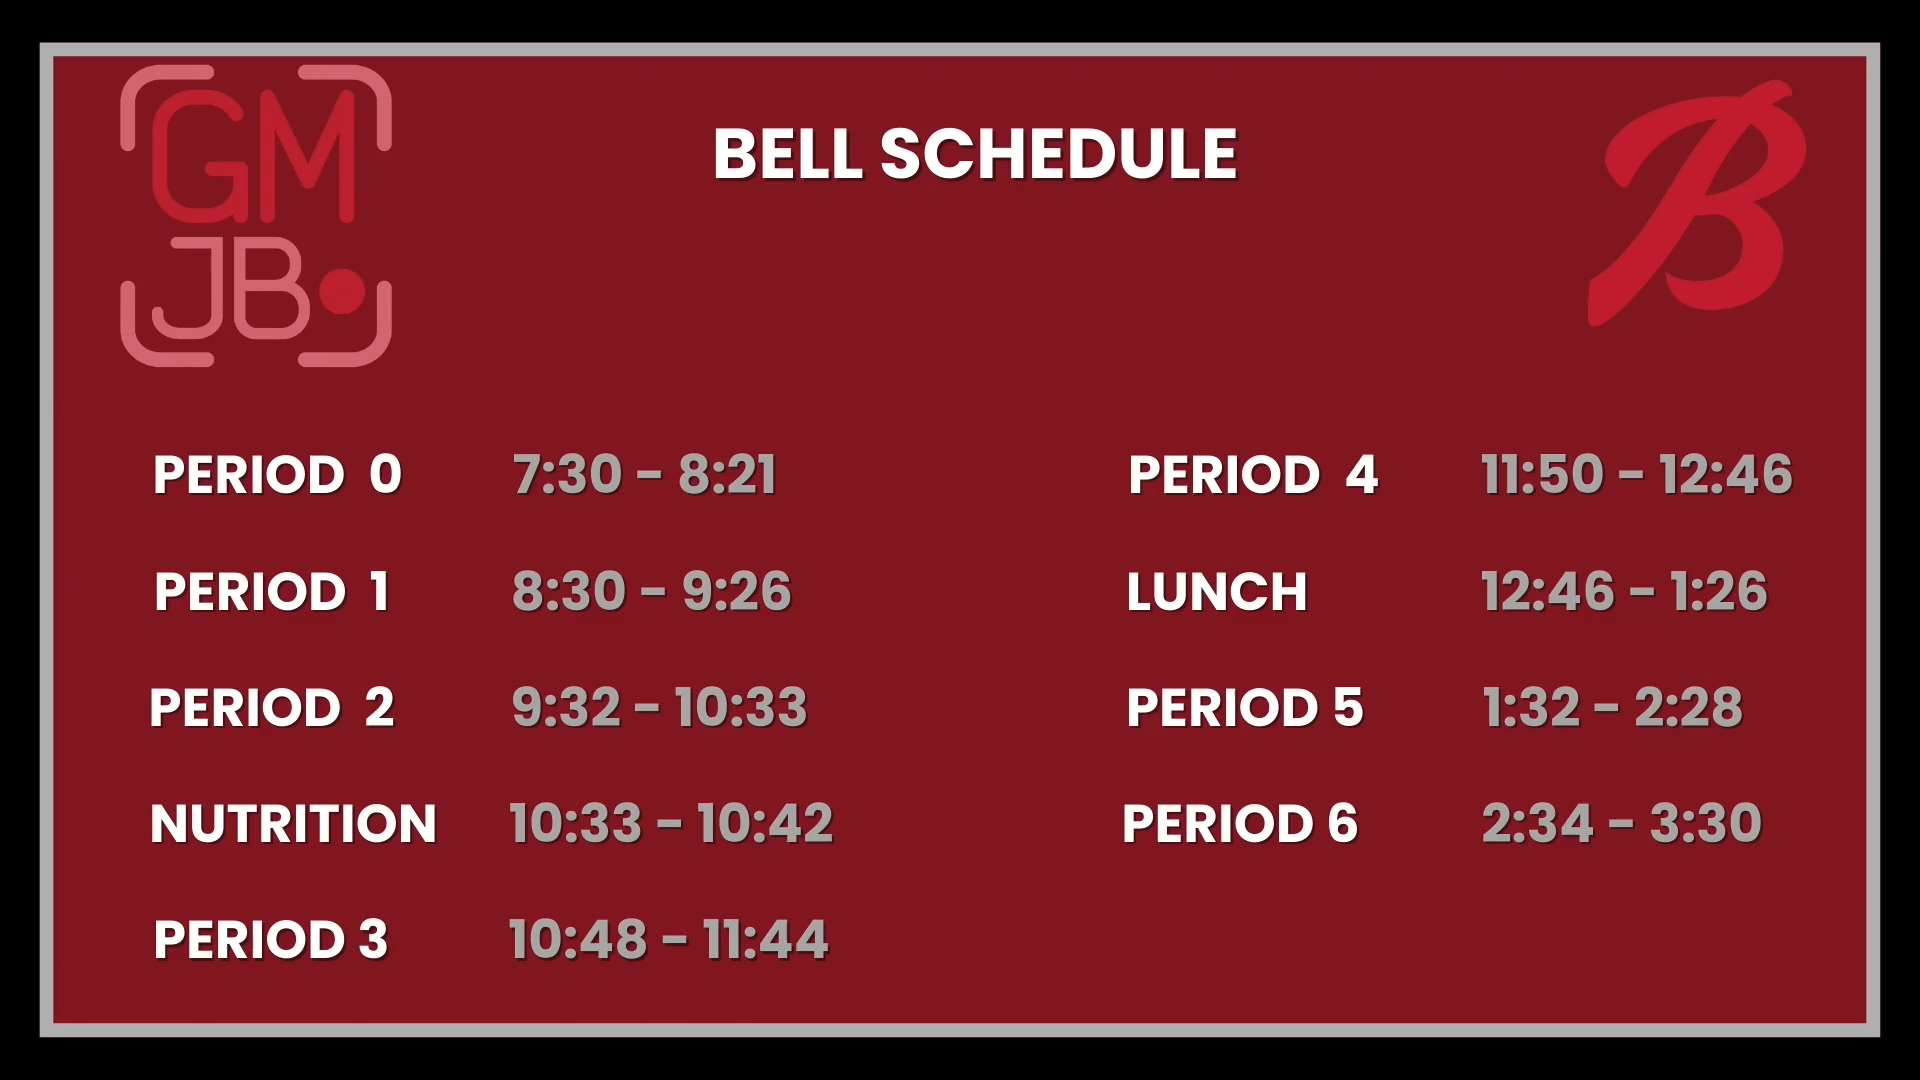 GM
JB
B
BELL SCHEDULE
PERIOD 0 7:30 - 8:21
PERIOD 1 8:30 - 9:26
PERIOD 2 9:32 - 10:33
NUTRITION 10:33 - 10:42
PERIOD 3 10:48 - 11:44
PERIOD 4 11:50 - 12:46
LUNCH 12:46 - 1:26
PERIOD 5 1:32 - 2:28
PERIOD 6 2:34 - 3:30